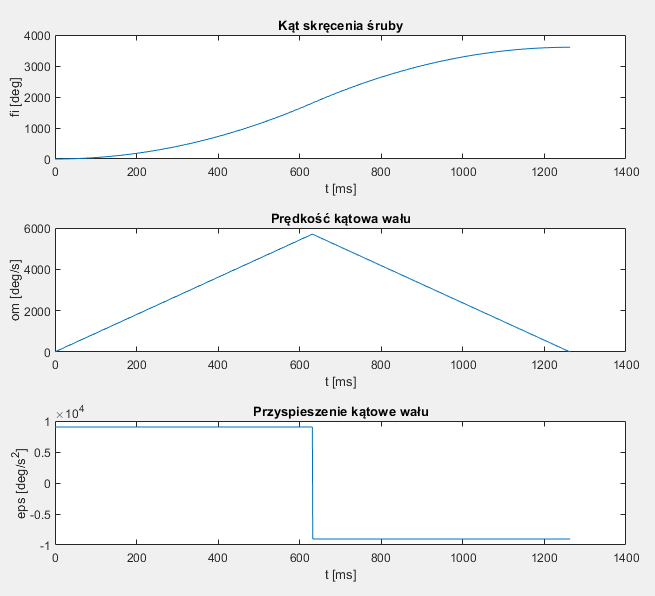 Kąt skręcenia śruby
4000
3000
2000
1000
0
fi [deg]
0 200 400 600 800 1000 1200 1400
t [ms]
Prędkość kątowa wału
6000
4000
2000
0
om [deg/s]
0 200 400 600 800 1000 1200 1400
t [ms]
×10⁴ Przyspieszenie kątowe wału
1
0.5
0
-0.5
-1
eps [deg/s²]
0 200 400 600 800 1000 1200 1400
t [ms]